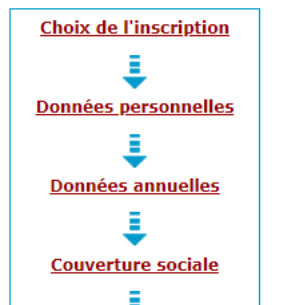 Choix de l'inscription
Données personnelles
Données annuelles
Couverture sociale